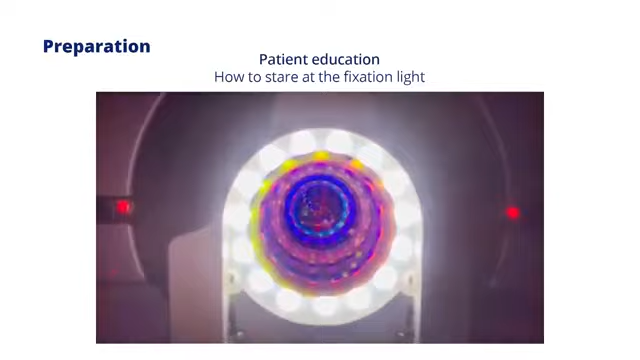 Preparation
Patient education
How to stare at the fixation light